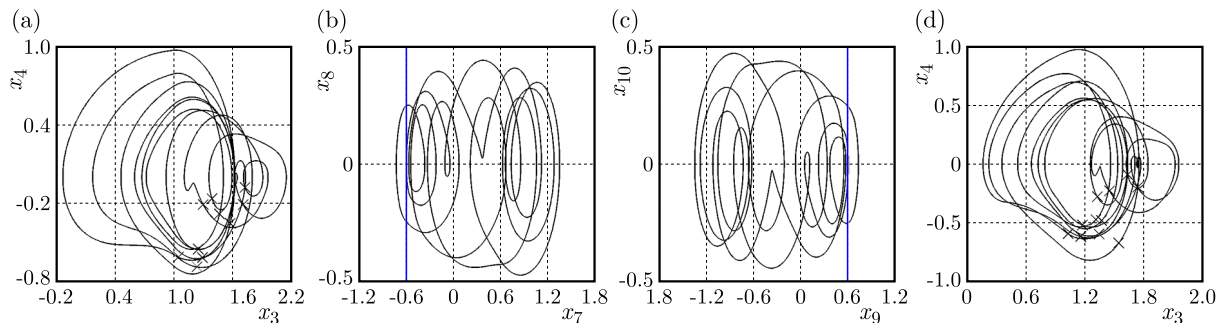 (a) (b) (c) (d)
1.0
x₄
0.4
-0.2
-0.8
-0.2 0.4 1.0 1.6 2.2
x₃
0.5
x₈
0
-0.5
-1.2 -0.6 0 0.6 1.2 1.8
x₇
0.5
x₁₀
0
-0.5
1.8 -1.2 -0.6 0 0.6 1.2
x₉
1.0
x₄
0.5
0
-0.5
-1.0
0 0.6 1.2 1.8 2.0
x₃